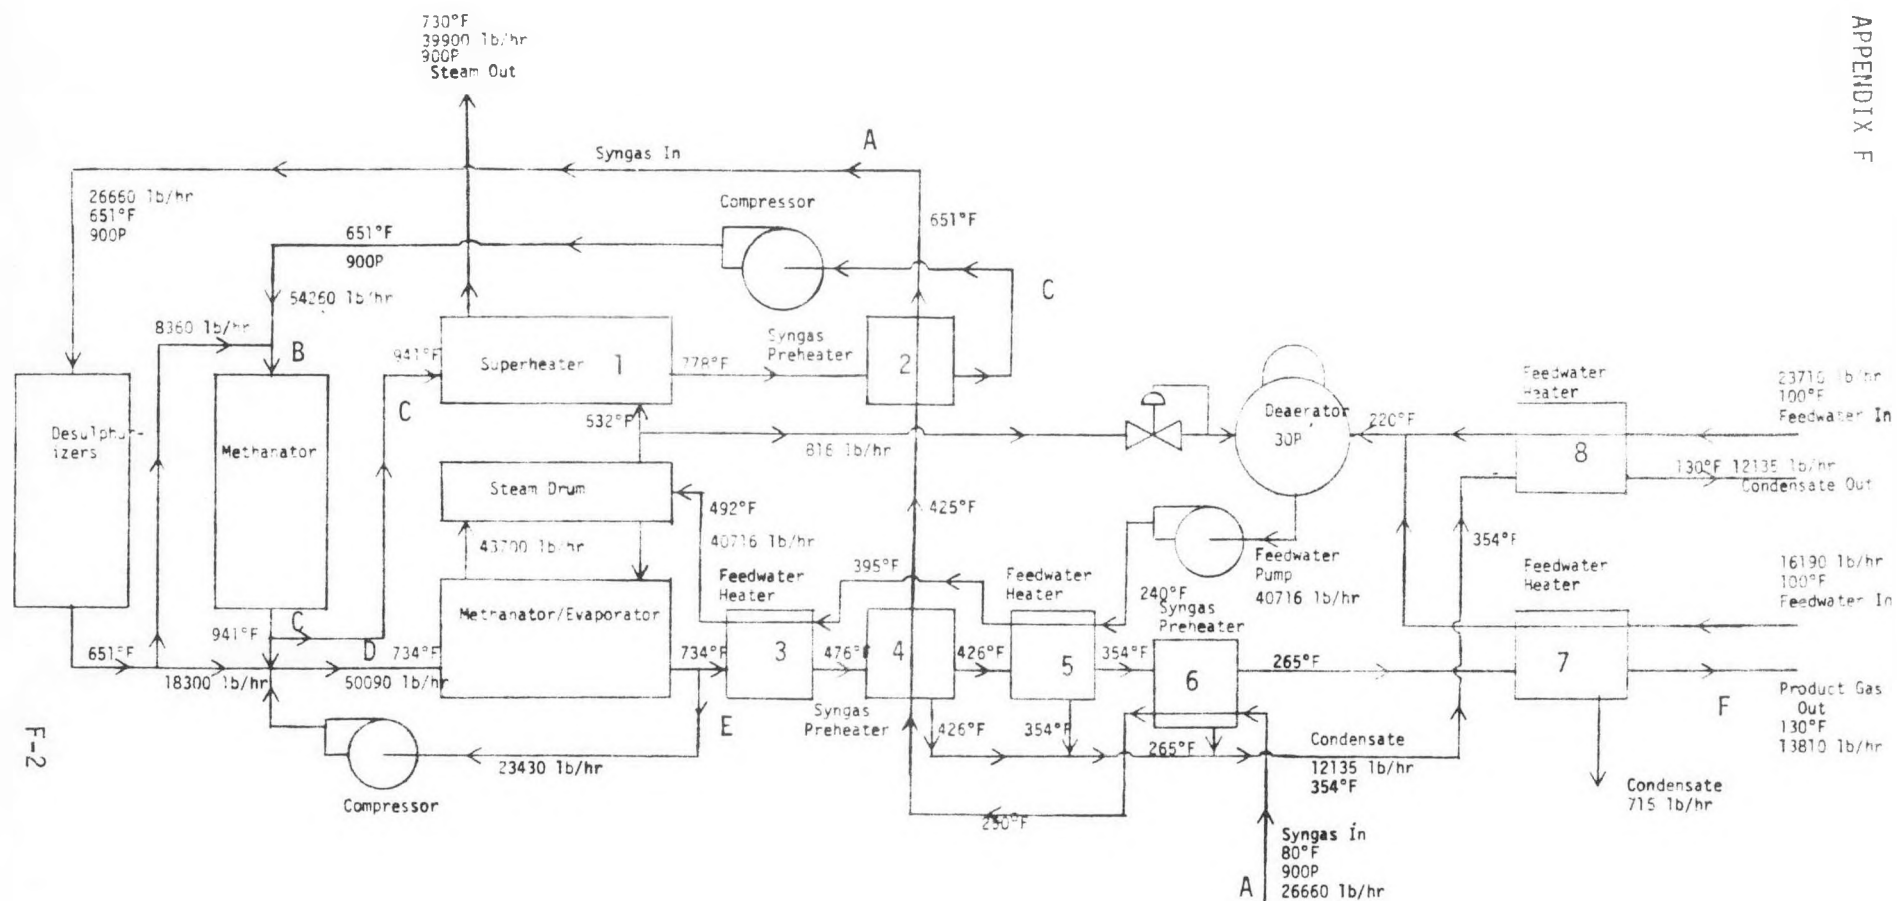 APPENDIX F
730°F
39900 lb/hr
900P
Steam Out
A
Syngas In
26660 lb/hr
651°F
900P
Compressor
651°F
651°F
900P
54260 lb/hr
C
8360 lb/hr
B
941°F
Superheater 1
778°F
Syngas
Preheater
2
C
532°F
Desulphur-
izers
Methanator
Steam Drum
816 lb/hr
Deaerator
30P
220°F
Feedwater
Heater
8
23710 lb/hr
100°F
Feedwater In
130°F 12135 lb/hr
Condensate Out
43700 lb/hr
492°F
40716 lb/hr
425°F
395°F
Feedwater
Heater
Feedwater
Heater
240°F
Feedwater
Pump
40716 lb/hr
354°F
Feedwater
Heater
16190 lb/hr
100°F
Feedwater In
Methanator/Evaporator
Syngas
Preheater
C
941°F
D
651°F
18300 lb/hr
734°F
50090 lb/hr
734°F
3
476°F
4
426°F
5
354°F
6
265°F
7
F
Product Gas
Out
130°F
13810 lb/hr
E
Syngas
Preheater
426°F
354°F
265°F
Condensate
12135 lb/hr
354°F
23430 lb/hr
Compressor
Condensate
715 lb/hr
250°F
Syngas In
80°F
900P
26660 lb/hr
A
F-2